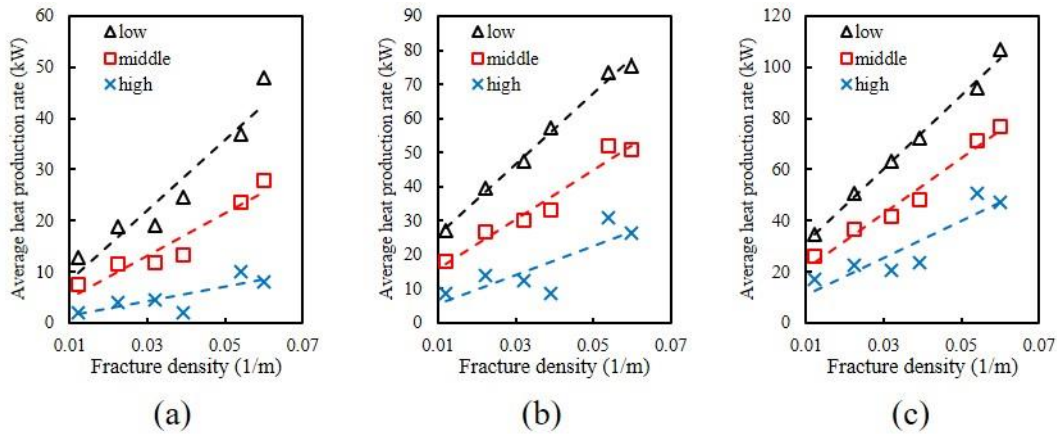 Average heat production rate (kW)
60
50
40
30
20
10
0
low
middle
high
0.01 0.03 0.05 0.07
Fracture density (1/m)
(a)
Average heat production rate (kW)
90
80
70
60
50
40
30
20
10
0
low
middle
high
0.01 0.03 0.05 0.07
Fracture density (1/m)
(b)
Average heat production rate (kW)
120
100
80
60
40
20
0
low
middle
high
0.01 0.03 0.05 0.07
Fracture density (1/m)
(c)